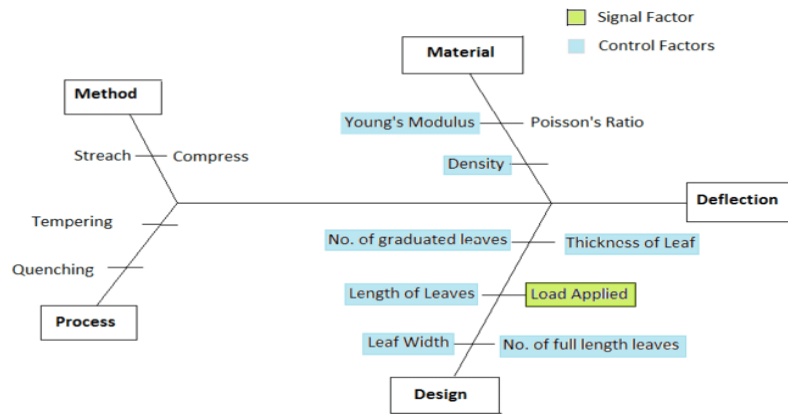 Signal Factor
Control Factors
Material
Method
Young's Modulus
Poisson's Ratio
Streach
Compress
Density
Deflection
Tempering
No. of graduated leaves
Thickness of Leaf
Quenching
Length of Leaves
Load Applied
Process
Leaf Width
No. of full length leaves
Design